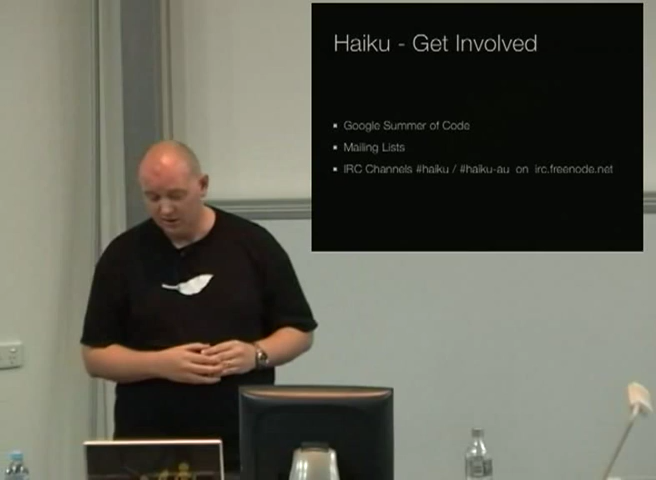 Haiku - Get Involved
Google Summer of Code
Mailing Lists
IRC Channels #haiku / #haiku-au on irc.freenode.net